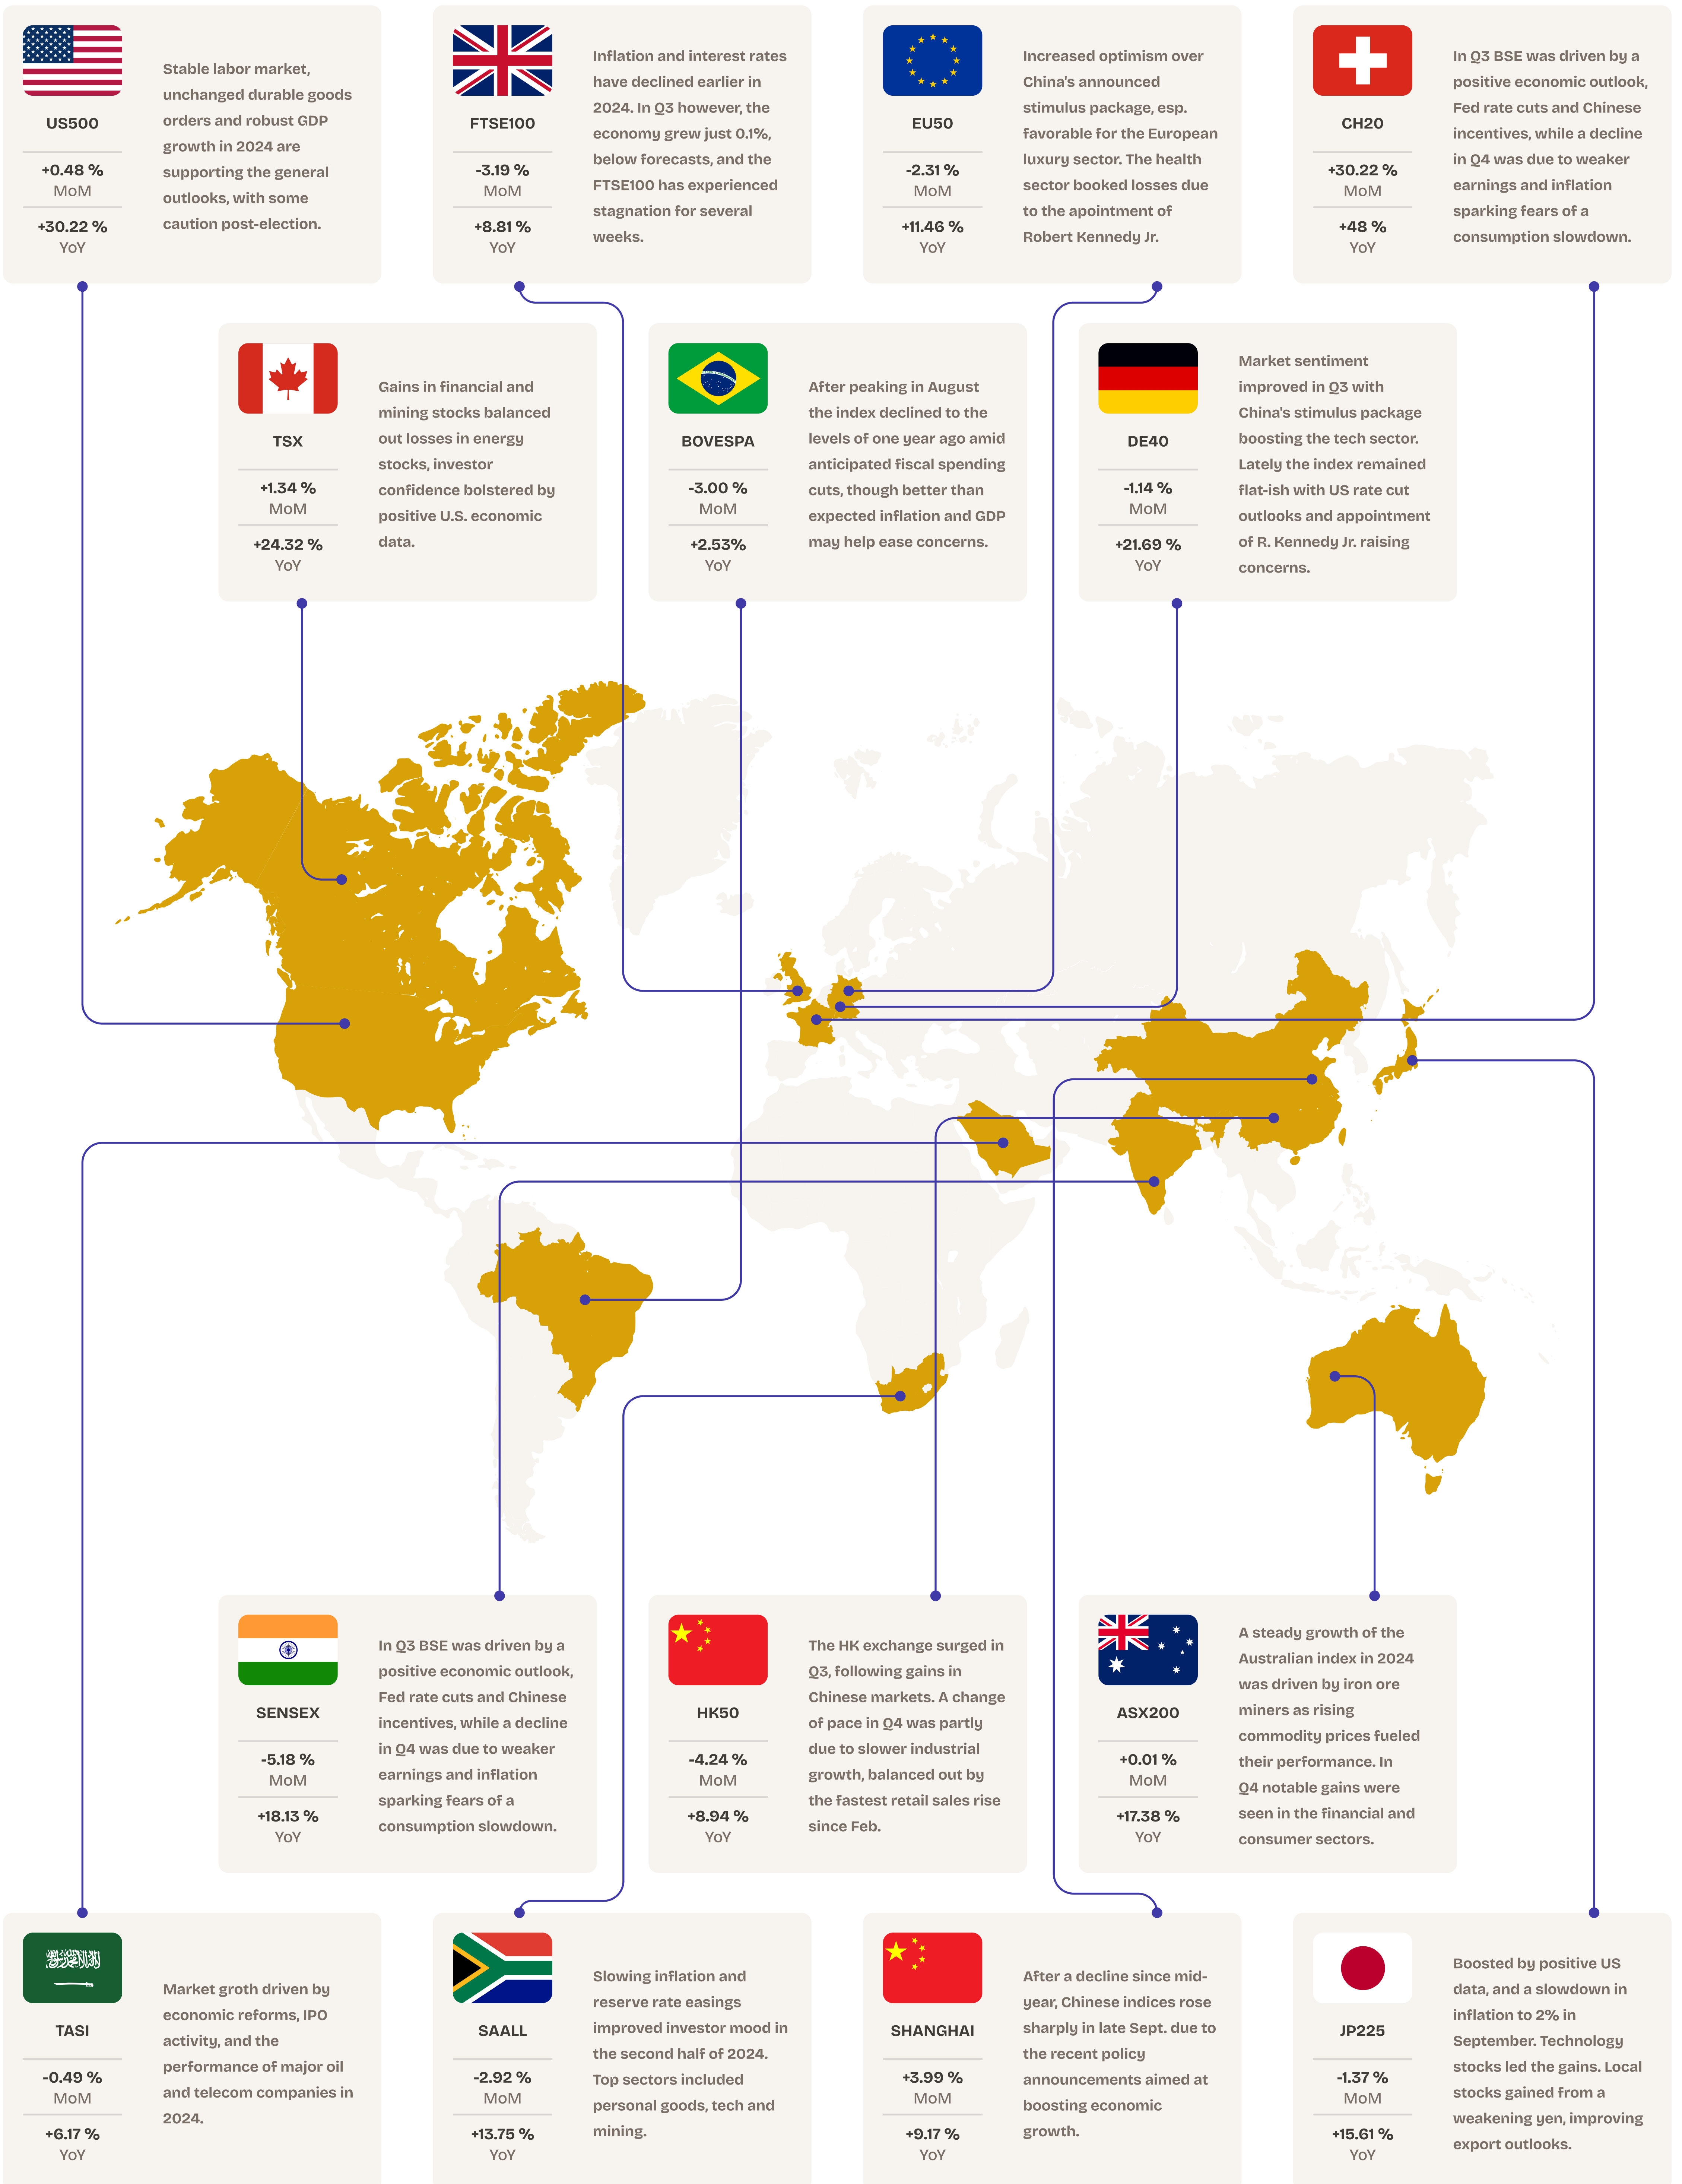 US500
+0.48 %
MoM
+30.22 %
YoY
Stable labor market,
unchanged durable goods
orders and robust GDP
growth in 2024 are
supporting the general
outlooks, with some
caution post-election.
FTSE100
-3.19 %
MoM
+8.81 %
YoY
Inflation and interest rates
have declined earlier in
2024. In Q3 however, the
economy grew just 0.1%,
below forecasts, and the
FTSE100 has experienced
stagnation for several
weeks.
EU50
-2.31 %
MoM
+11.46 %
YoY
Increased optimism over
China's announced
stimulus package, esp.
favorable for the European
luxury sector. The health
sector booked losses due
to the apointment of
Robert Kennedy Jr.
CH20
+30.22 %
MoM
+48 %
YoY
In Q3 BSE was driven by a
positive economic outlook,
Fed rate cuts and Chinese
incentives, while a decline
in Q4 was due to weaker
earnings and inflation
sparking fears of a
consumption slowdown.
TSX
+1.34 %
MoM
+24.32 %
YoY
Gains in financial and
mining stocks balanced
out losses in energy
stocks, investor
confidence bolstered by
positive U.S. economic
data.
BOVESPA
-3.00 %
MoM
+2.53%
YoY
After peaking in August
the index declined to the
levels of one year ago amid
anticipated fiscal spending
cuts, though better than
expected inflation and GDP
may help ease concerns.
DE40
-1.14 %
MoM
+21.69 %
YoY
Market sentiment
improved in Q3 with
China's stimulus package
boosting the tech sector.
Lately the index remained
flat-ish with US rate cut
outlooks and appointment
of R. Kennedy Jr. raising
concerns.
SENSEX
-5.18 %
MoM
+18.13 %
YoY
In Q3 BSE was driven by a
positive economic outlook,
Fed rate cuts and Chinese
incentives, while a decline
in Q4 was due to weaker
earnings and inflation
sparking fears of a
consumption slowdown.
HK50
-4.24 %
MoM
+8.94 %
YoY
The HK exchange surged in
Q3, following gains in
Chinese markets. A change
of pace in Q4 was partly
due to slower industrial
growth, balanced out by
the fastest retail sales rise
since Feb.
ASX200
+0.01 %
MoM
+17.38 %
YoY
A steady growth of the
Australian index in 2024
was driven by iron ore
miners as rising
commodity prices fueled
their performance. In
Q4 notable gains were
seen in the financial and
consumer sectors.
TASI
-0.49 %
MoM
+6.17 %
YoY
Market groth driven by
economic reforms, IPO
activity, and the
performance of major oil
and telecom companies in
2024.
SAALL
-2.92 %
MoM
+13.75 %
YoY
Slowing inflation and
reserve rate easings
improved investor mood in
the second half of 2024.
Top sectors included
personal goods, tech and
mining.
SHANGHAI
+3.99 %
MoM
+9.17 %
YoY
After a decline since mid-
year, Chinese indices rose
sharply in late Sept. due to
the recent policy
announcements aimed at
boosting economic
growth.
JP225
-1.37 %
MoM
+15.61 %
YoY
Boosted by positive US
data, and a slowdown in
inflation to 2% in
September. Technology
stocks led the gains. Local
stocks gained from a
weakening yen, improving
export outlooks.